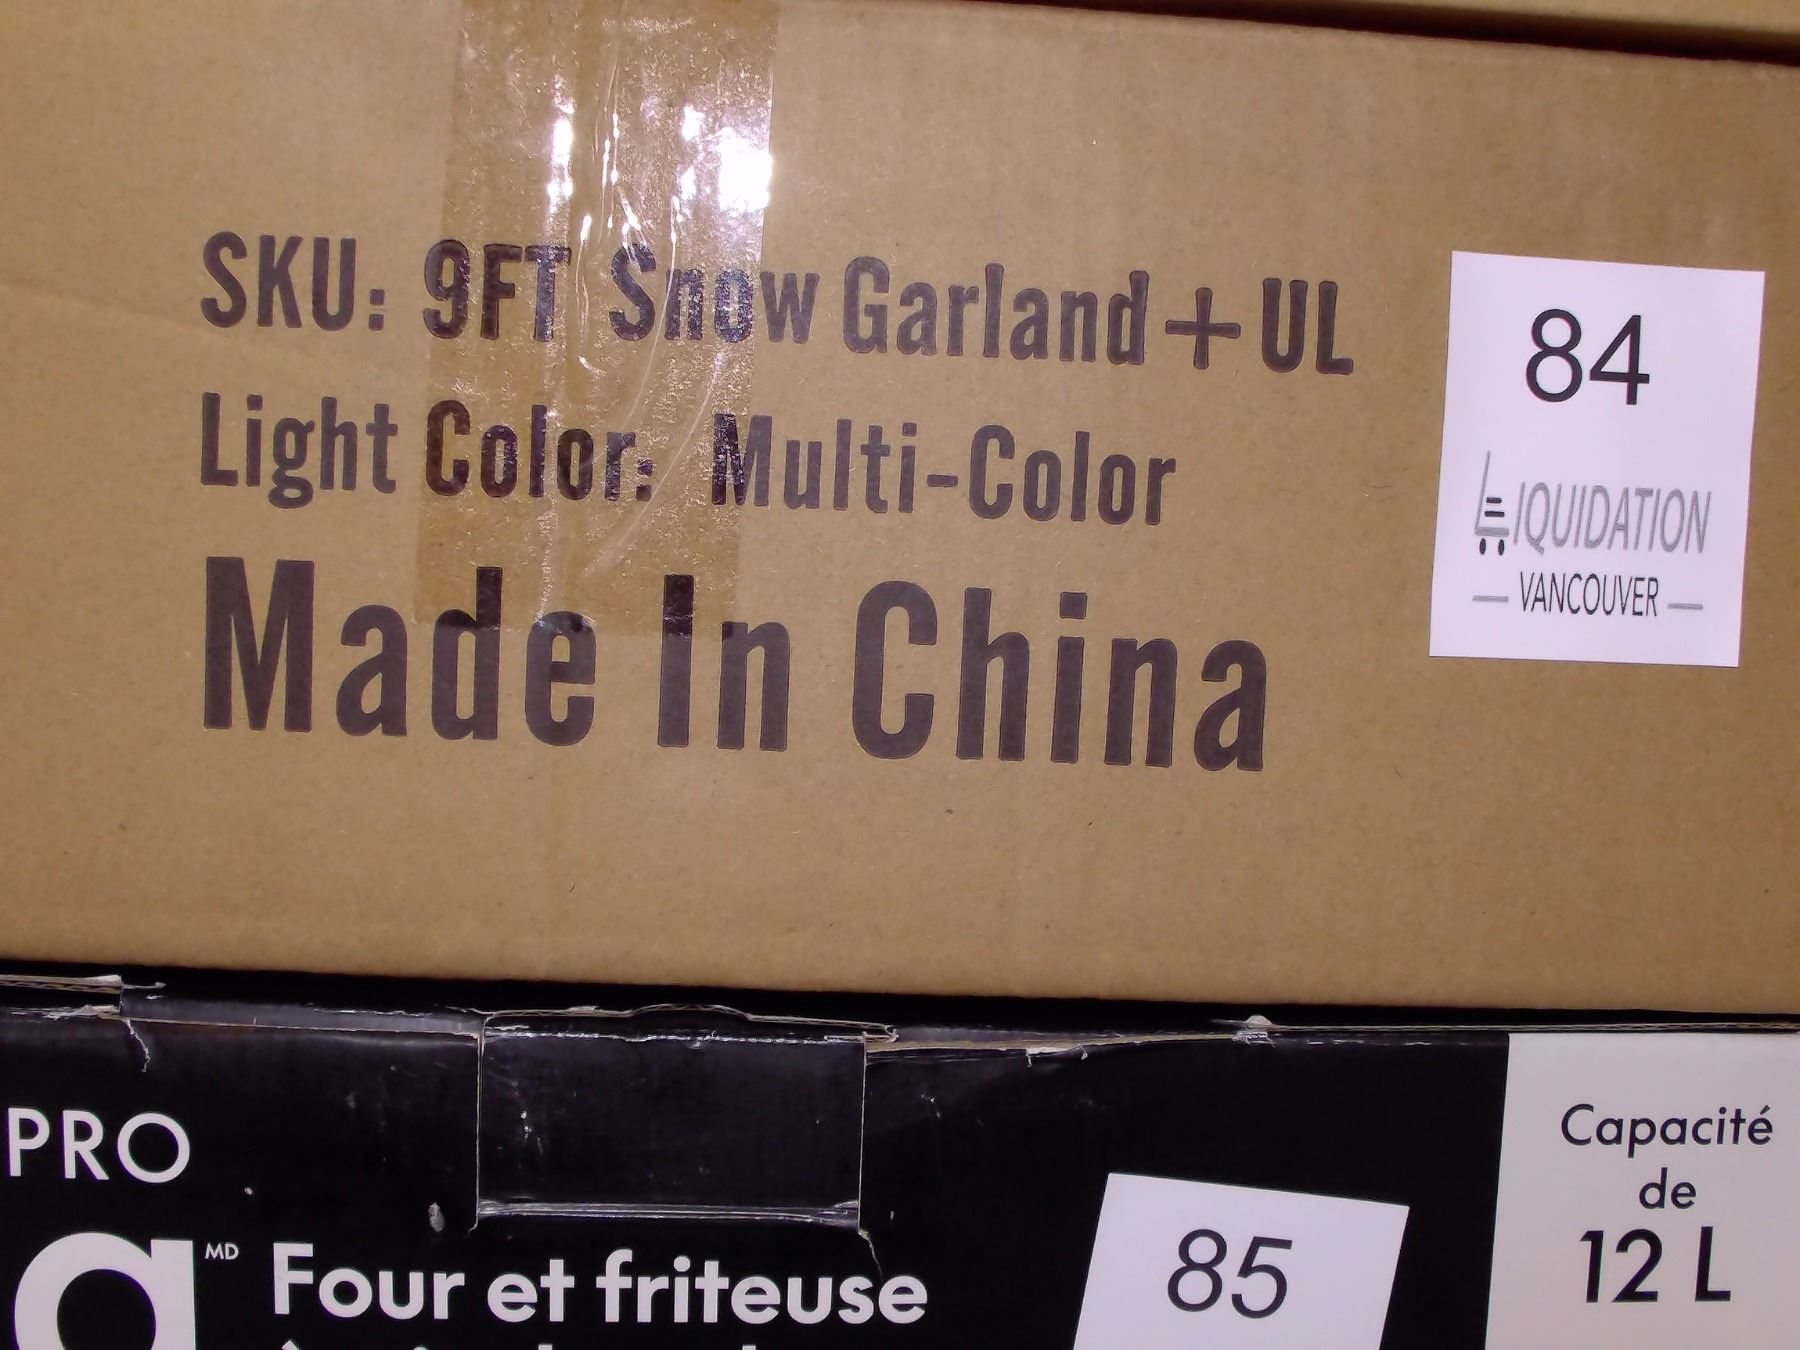 SKU: 9FT Snow Garland + UL
Light Color: Multi-Color
Made In China
84
LIQUIDATION
— VANCOUVER —
PRO
MD
Four et friteuse
85
Capacité
de
12 L